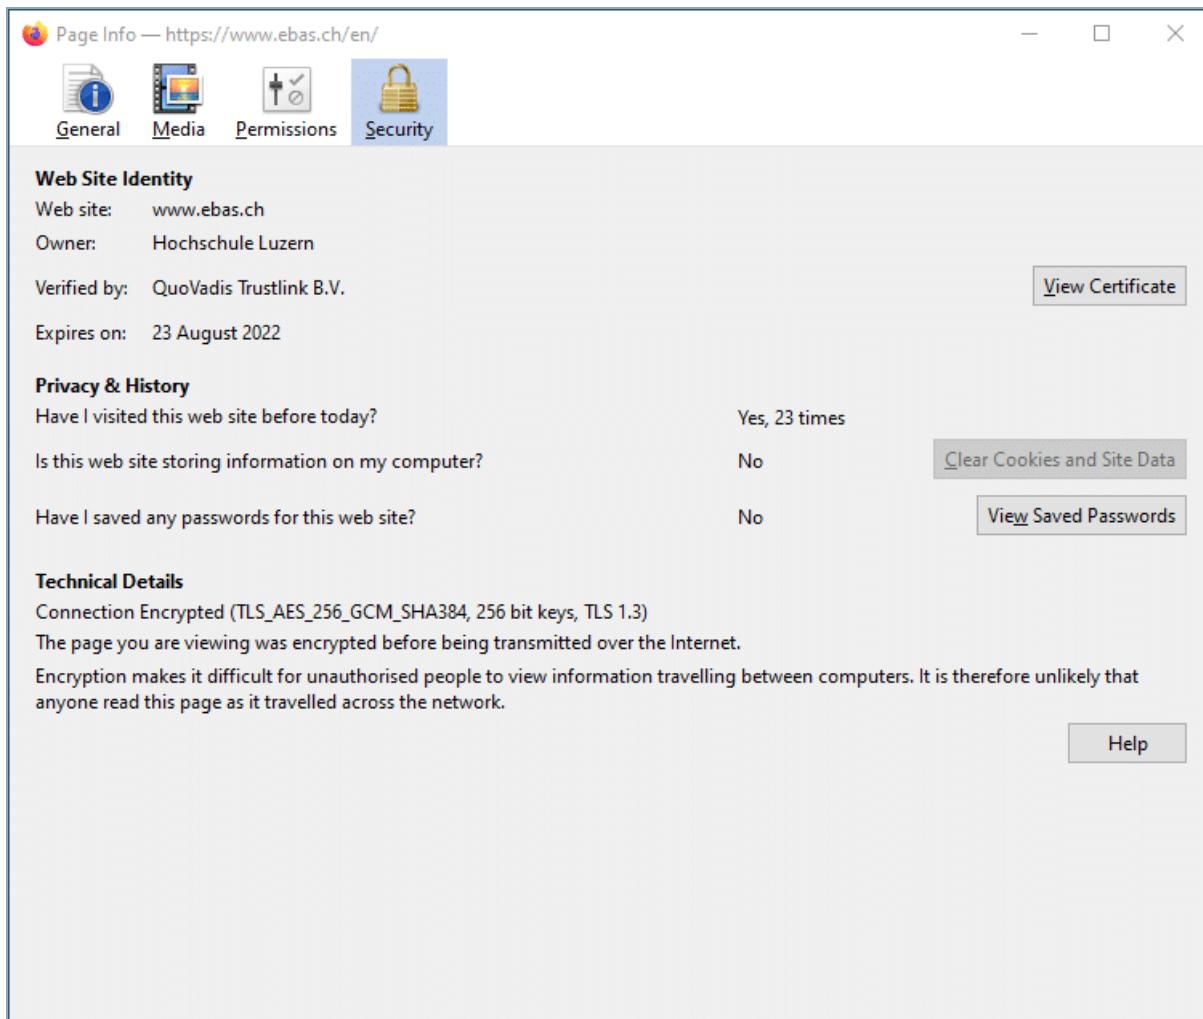 Page Info — https://www.ebas.ch/en/
General Media Permissions Security
Web Site Identity
Web site: www.ebas.ch
Owner: Hochschule Luzern
Verified by: QuoVadis Trustlink B.V. View Certificate
Expires on: 23 August 2022
Privacy & History
Have I visited this web site before today? Yes, 23 times
Is this web site storing information on my computer? No Clear Cookies and Site Data
Have I saved any passwords for this web site? No View Saved Passwords
Technical Details
Connection Encrypted (TLS_AES_256_GCM_SHA384, 256 bit keys, TLS 1.3)
The page you are viewing was encrypted before being transmitted over the Internet.
Encryption makes it difficult for unauthorised people to view information travelling between computers. It is therefore unlikely that
anyone read this page as it travelled across the network.
Help